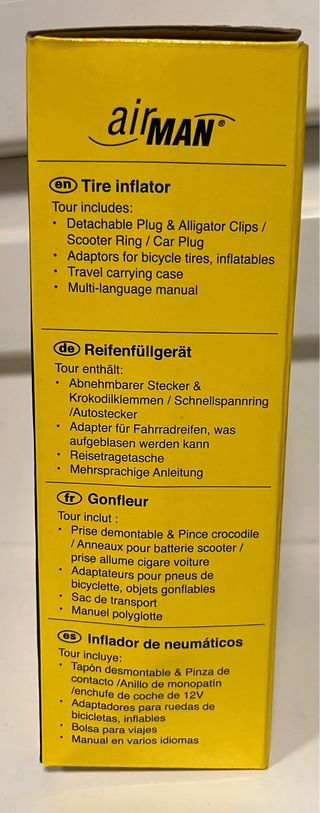 airMAN®
en Tire inflator
Tour includes:
· Detachable Plug & Alligator Clips /
Scooter Ring / Car Plug
· Adaptors for bicycle tires, inflatables
· Travel carrying case
· Multi-language manual
de Reifenfüllgerät
Tour enthält:
· Abnehmbarer Stecker &
Krokodilklemmen / Schnellspannring
/Autostecker
· Adapter für Fahrradreifen, was
aufgeblasen werden kann
· Reisetragetasche
· Mehrsprachige Anleitung
fr Gonfleur
Tour inclut :
· Prise demontable & Pince crocodile
/ Anneaux pour batterie scooter /
prise allume cigare voiture
· Adaptateurs pour pneus de
bicyclette, objets gonflables
· Sac de transport
· Manuel polyglotte
es Inflador de neumáticos
Tour incluye:
· Tapón desmontable & Pinza de
contacto /Anillo de monopatín
/enchufe de coche de 12V
· Adaptadores para ruedas de
bicicletas, inflables
· Bolsa para viajes
· Manual en varios idiomas